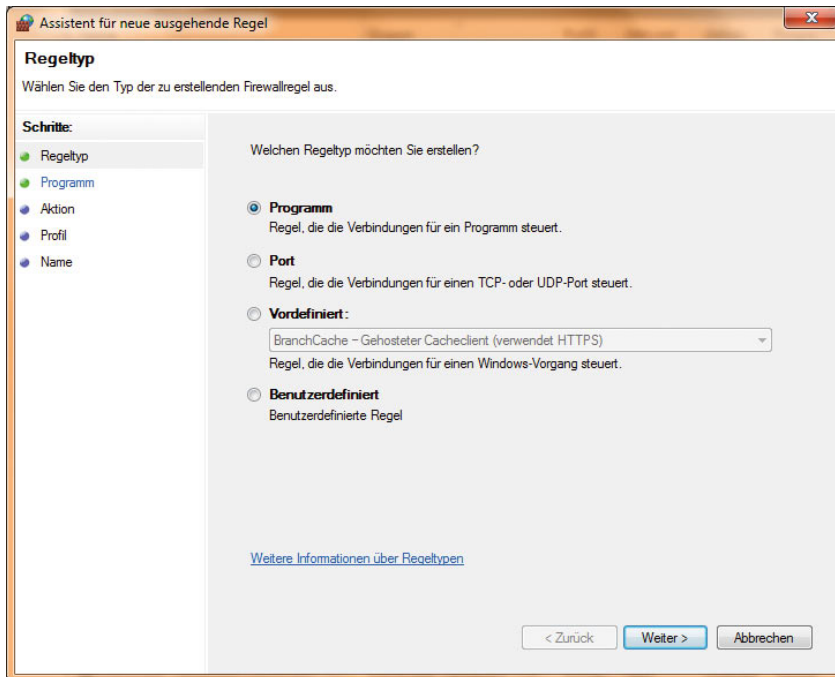 Assistent für neue ausgehende Regel
Regeltyp
Wählen Sie den Typ der zu erstellenden Firewallregel aus.
Schritte:
Regeltyp
Programm
Aktion
Profil
Name
Welchen Regeltyp möchten Sie erstellen?
Programm
Regel, die die Verbindungen für ein Programm steuert.
Port
Regel, die die Verbindungen für einen TCP- oder UDP-Port steuert.
Vordefiniert:
BranchCache – Gehosteter Cacheclient (verwendet HTTPS)
Regel, die die Verbindungen für einen Windows-Vorgang steuert.
Benutzerdefiniert
Benutzerdefinierte Regel
Weitere Informationen über Regeltypen
< Zurück
Weiter >
Abbrechen